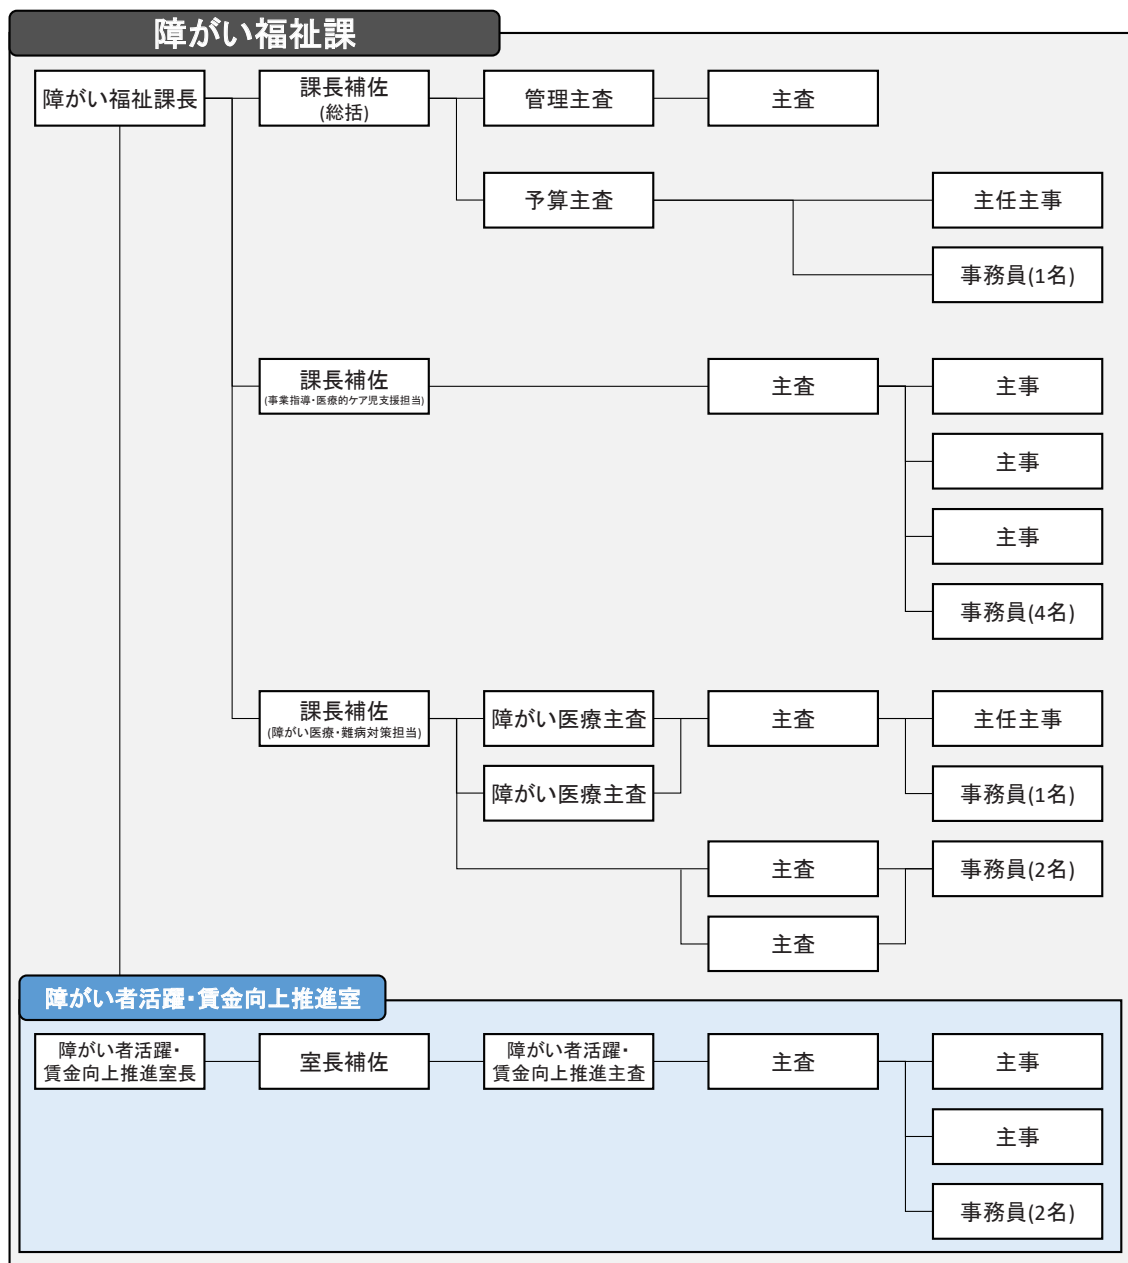 障がい福祉課
障がい福祉課長
課長補佐
(総括)
管理主査
主査
予算主査
主任主事
事務員(1名)
課長補佐
(事業指導・医療的ケア児支援担当)
主査
主事
主事
主事
事務員(4名)
課長補佐
(障がい医療・難病対策担当)
障がい医療主査
主査
主任主事
障がい医療主査
事務員(1名)
主査
事務員(2名)
主査
障がい者活躍・賃金向上推進室
障がい者活躍・
賃金向上推進室長
室長補佐
障がい者活躍・
賃金向上推進主査
主査
主事
主事
事務員(2名)